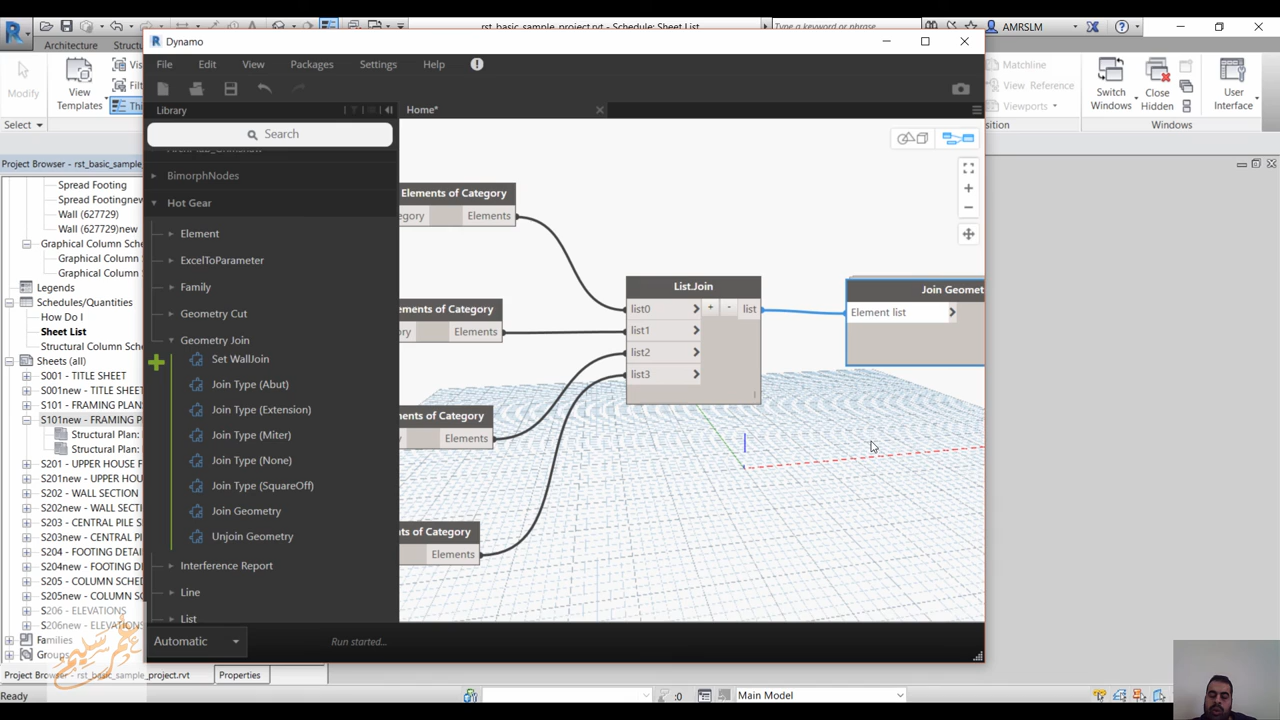 rst_basic_sample_project.rvt - Schedule: Sheet List
Type a keyword or phrase
AMRSLM
Architecture
Dynamo
File
Edit
View
Packages
Settings
Help
Modify
View
Templates
Matchline
View Reference
Viewports
Switch
Windows
Close
Hidden
User
Interface
Select
Windows
Library
Home*
Search
Project Browser - rst_basic_sample_proj
Spread Footing
Spread Footingnew
Wall (627729)
Wall (627729)new
Graphical Column Sche
Graphical Column
Graphical Column
Legends
Schedules/Quantities
How Do I
Sheet List
Structural Column Sche
Sheets (all)
S001 - TITLE SHEET
S001new - TITLE SHEET
S101 - FRAMING PLANS
S101new - FRAMING P
Structural Plan:
Structural Plan:
S201 - UPPER HOUSE F
S201new - UPPER HOU
S202 - WALL SECTION
S202new - WALL SECTI
S203 - CENTRAL PILE S
S203new - CENTRAL PI
S204 - FOOTING DETAI
S204new - FOOTING D
S205 - COLUMN SCHED
S205new - COLUMN SC
S206 - ELEVATIONS
S206new - ELEVATIONS
Families
Groups
BimorphNodes
Hot Gear
Element
ExcelToParameter
Family
Geometry Cut
Geometry Join
Set WallJoin
Join Type (Abut)
Join Type (Extension)
Join Type (Miter)
Join Type (None)
Join Type (SquareOff)
Join Geometry
Unjoin Geometry
Interference Report
Line
List
Elements of Category
egory
Elements
ements of Category
ory
Elements
ents of Category
Elements
ts of Category
Elements
List.Join
list0
+
-
list
list1
list2
list3
Join Geomet
Element list
Automatic
Run started...
Project Browser - rst_basic_sample_project.rvt
Properties
Ready
:0
Main Model